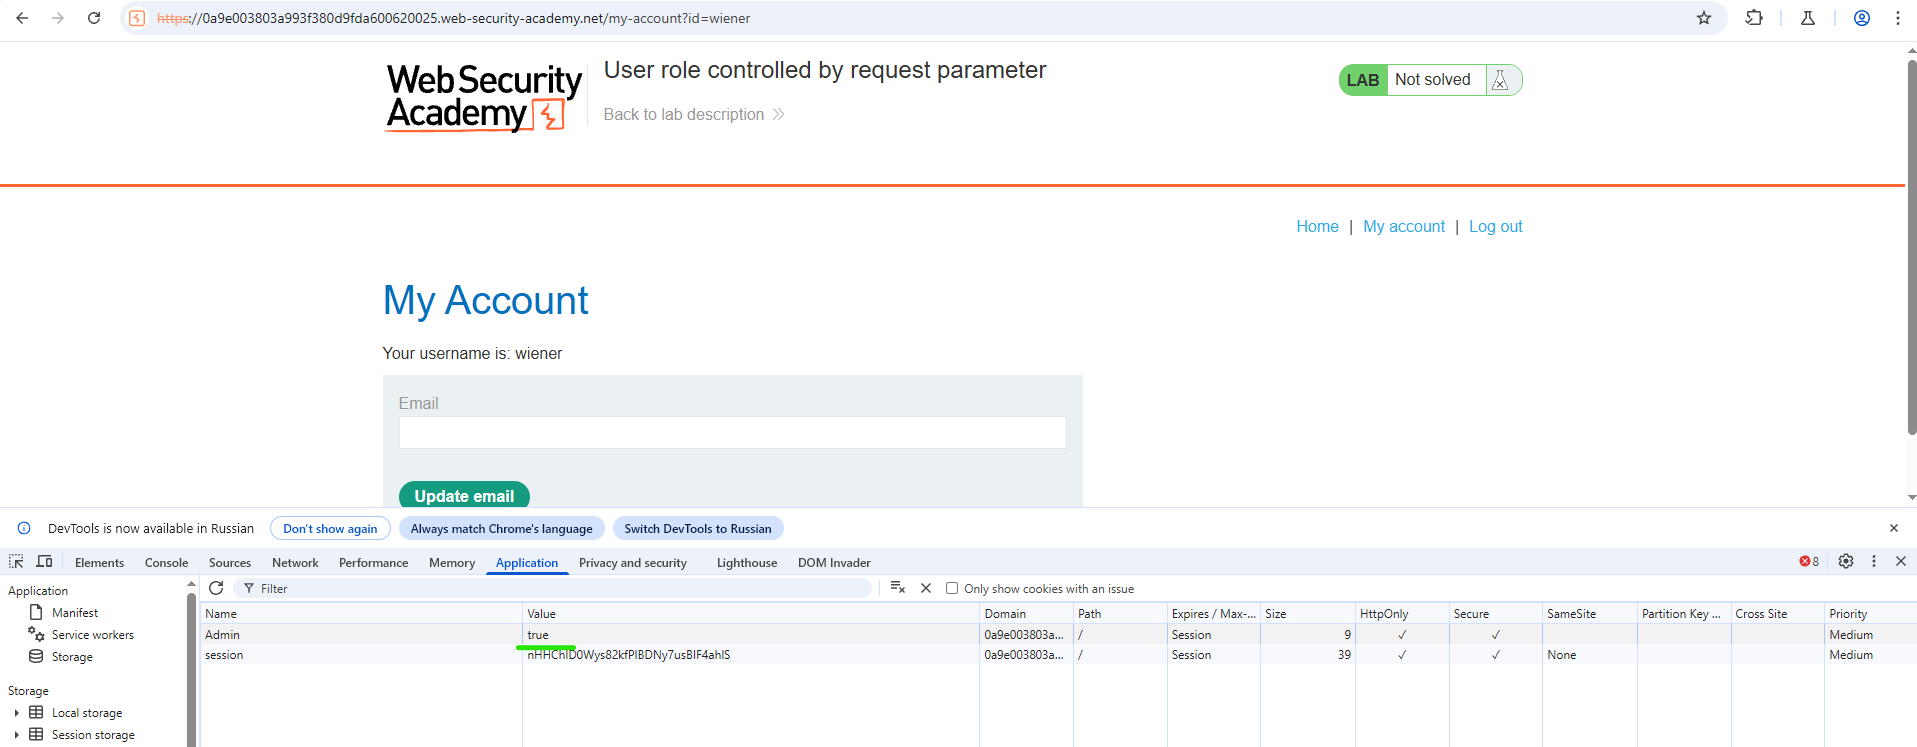 https://0a9e003803a993f380d9fda600620025.web-security-academy.net/my-account?id=wiener
Web Security
Academy
User role controlled by request parameter
Back to lab description
LAB Not solved
Home | My account | Log out
My Account
Your username is: wiener
Email
Update email
DevTools is now available in Russian Don't show again Always match Chrome's language Switch DevTools to Russian
Elements Console Sources Network Performance Memory Application Privacy and security Lighthouse DOM Invader 8
Application
Manifest
Service workers
Storage
Storage
Local storage
Session storage
Filter Only show cookies with an issue
Name Value Domain Path Expires / Max-... Size HttpOnly Secure SameSite Partition Key ... Cross Site Priority
Admin true 0a9e003803a... / Session 9 ✓ ✓ Medium
session 0a9e003803a... / Session 39 ✓ ✓ None Medium